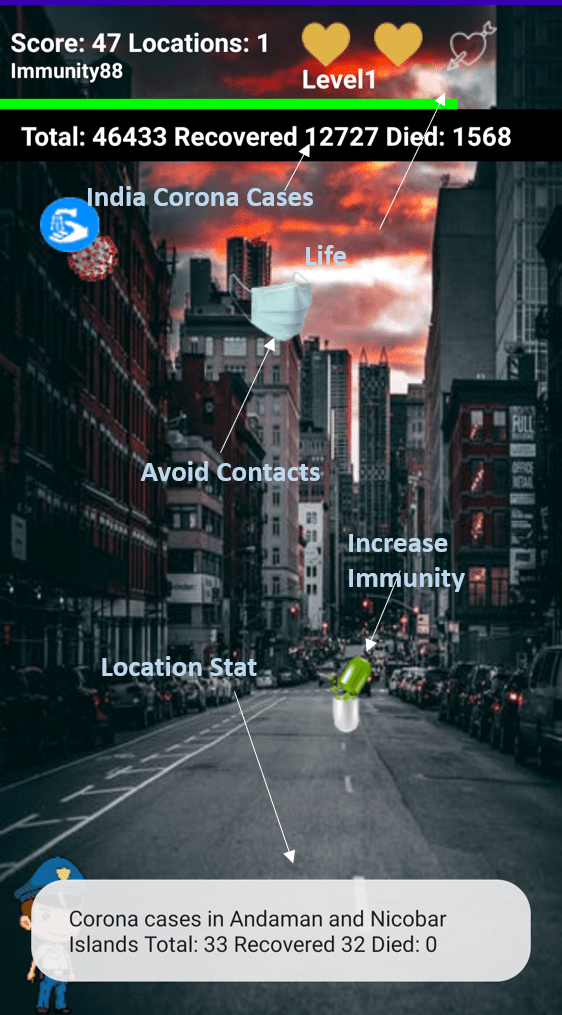 Score: 47 Locations: 1
Immunity88
Level1
Total: 46433 Recovered 12727 Died: 1568
India Corona Cases
Life
Avoid Contacts
FULL
OFFICE
RETAIL
Increase
Immunity
Location Stat
Corona cases in Andaman and Nicobar
Islands Total: 33 Recovered 32 Died: 0